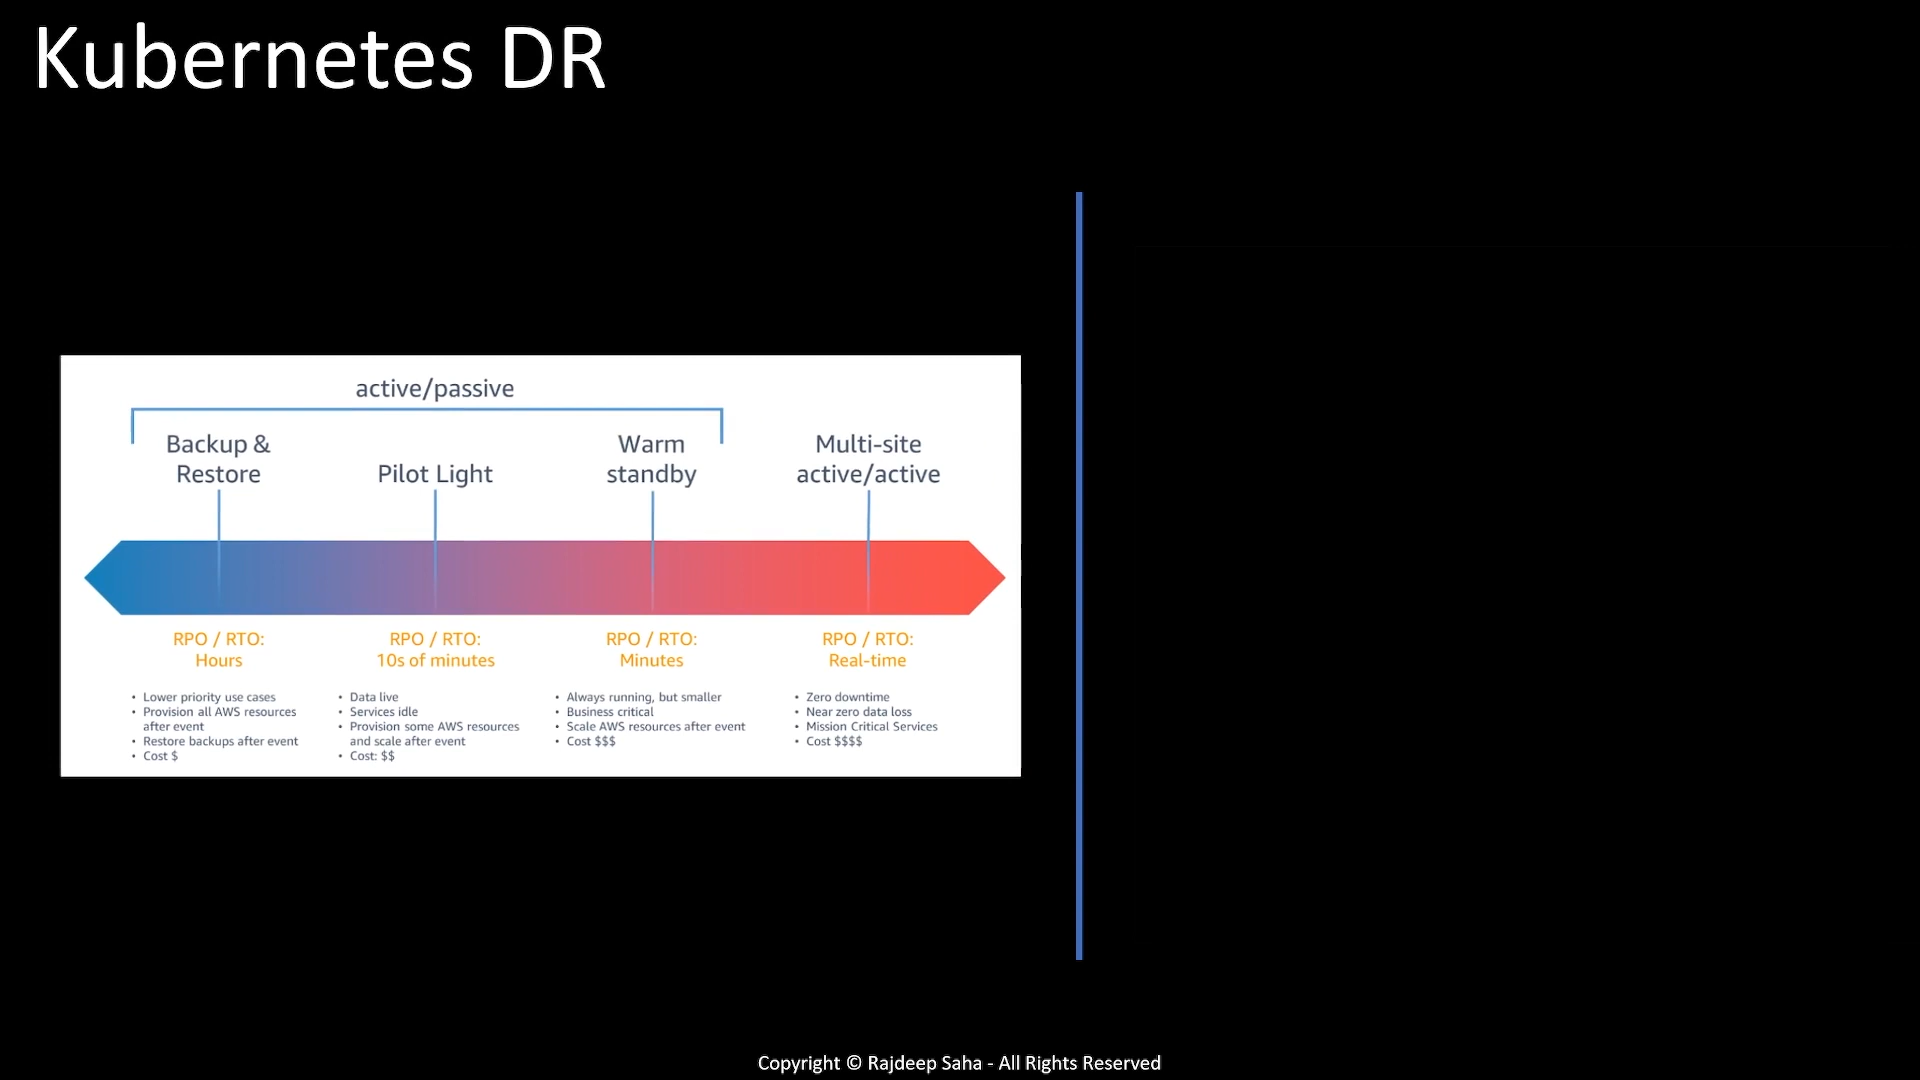 Kubernetes DR
active/passive
Backup &
Restore
Pilot Light
Warm
standby
Multi-site
active/active
RPO / RTO:
Hours
RPO / RTO:
10s of minutes
RPO / RTO:
Minutes
RPO / RTO:
Real-time
• Lower priority use cases
• Provision all AWS resources
after event
• Restore backups after event
• Cost $
• Data live
• Services idle
• Provision some AWS resources
and scale after event
• Cost: $$
• Always running, but smaller
• Business critical
• Scale AWS resources after event
• Cost $$$
• Zero downtime
• Near zero data loss
• Mission Critical Services
• Cost $$$$
Copyright © Rajdeep Saha - All Rights Reserved